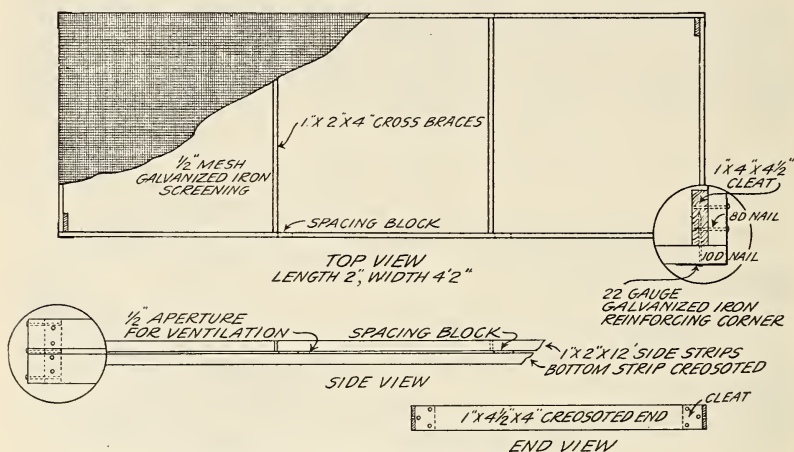 1"X 2"X 4" CROSS BRACES
1/2" MESH
GALVANIZED IRON
SCREENING
SPACING BLOCK
1"X 4"X 4 1/2"
CLEAT
8D NAIL
10D NAIL
TOP VIEW
LENGTH 2", WIDTH 4'2"
22 GAUGE
GALVANIZED IRON
REINFORCING CORNER
1/2" APERTURE
FOR VENTILATION
SPACING BLOCK
1"X 2"X 12' SIDE STRIPS
BOTTOM STRIP CREOSOTED
SIDE VIEW
CLEAT
1"X 4 1/2"X 4" CREOSOTED END
END VIEW